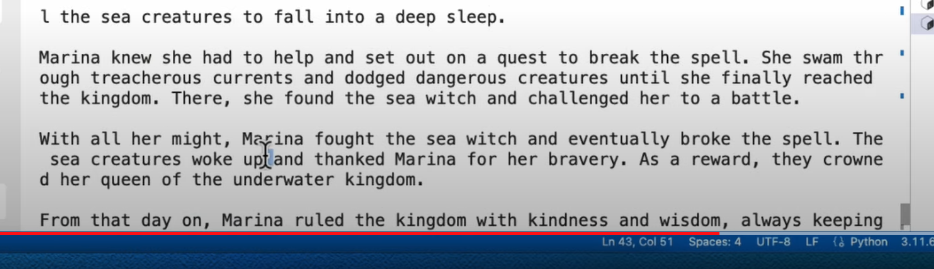 l the sea creatures to fall into a deep sleep.
Marina knew she had to help and set out on a quest to break the spell. She swam thr
ough treacherous currents and dodged dangerous creatures until she finally reached
the kingdom. There, she found the sea witch and challenged her to a battle.
With all her might, Marina fought the sea witch and eventually broke the spell. The
sea creatures woke up and thanked Marina for her bravery. As a reward, they crowne
d her queen of the underwater kingdom.
From that day on, Marina ruled the kingdom with kindness and wisdom, always keeping
Ln 43, Col 51 Spaces: 4 UTF-8 LF Python 3.11.6